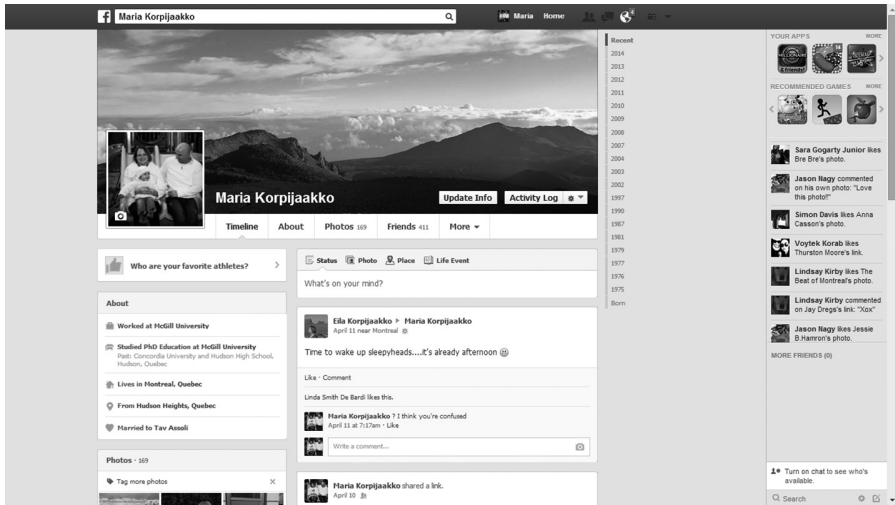 Maria Korpijaakko
Maria Home
4
Maria Korpijaakko
Update Info
Activity Log
Timeline About Photos 169 Friends 411 More
Who are your favorite athletes?
About
Worked at McGill University
Studied PhD Education at McGill University
Past: Concordia University and Hudson High School,
Hudson, Quebec
Lives in Montreal, Quebec
From Hudson Heights, Quebec
Married to Tav Assoli
Photos · 169
Tag more photos
Status Photo Place Life Event
What's on your mind?
Eila Korpijaakko ▸ Maria Korpijaakko
April 11 near Montreal
Time to wake up sleepyheads....it's already afternoon
Like · Comment
Linda Smith De Bardi likes this.
Maria Korpijaakko ? I think you're confused
April 11 at 7:17am · Like
Write a comment...
Maria Korpijaakko shared a link.
April 10
Recent
2014
2013
2012
2011
2010
2009
2008
2007
2004
2003
2002
1997
1990
1987
1981
1979
1977
1976
1975
Born
YOUR APPS MORE
RECOMMENDED GAMES MORE
Sara Gogarty Junior likes
Bre Bre's photo.
Jason Nagy commented
on his own photo: "Love
this photo!!"
Simon Davis likes Anna
Casson's photo.
Voytek Korab likes
Thurston Moore's link.
Lindsay Kirby likes The
Beat of Montreal's photo.
Lindsay Kirby commented
on Jay Dregs's link: "Xox"
Jason Nagy likes Jessie
B.Hamron's photo.
MORE FRIENDS (0)
Turn on chat to see who's
available.
Search